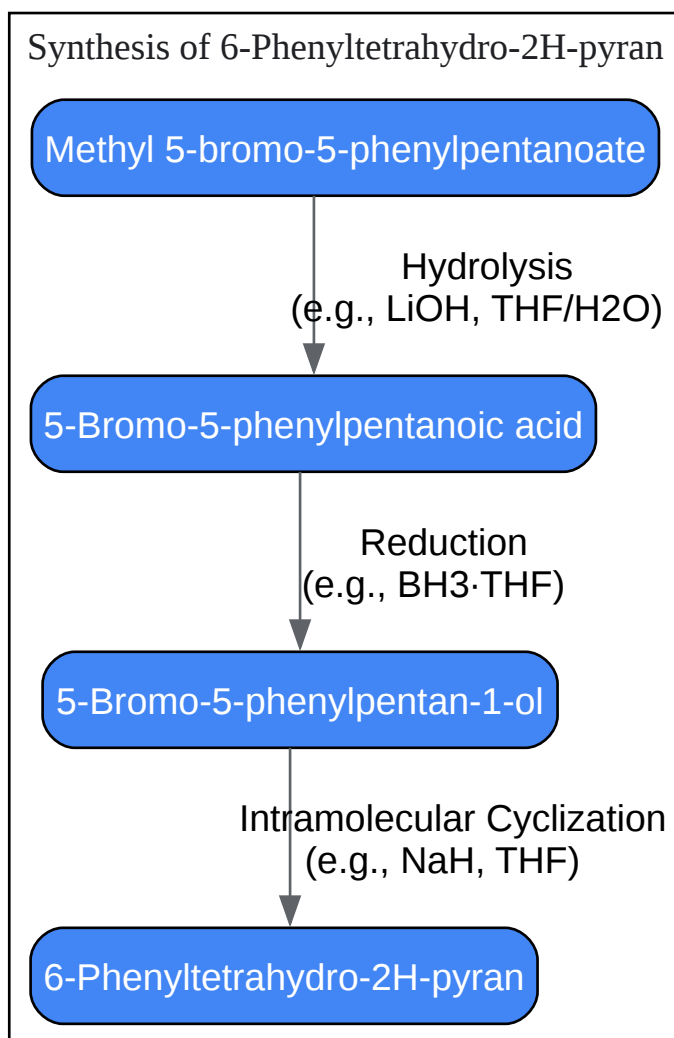 Synthesis of 6-Phenyltetrahydro-2H-pyran
Methyl 5-bromo-5-phenylpentanoate
Hydrolysis
(e.g., LiOH, THF/H2O)
5-Bromo-5-phenylpentanoic acid
Reduction
(e.g., BH3·THF)
5-Bromo-5-phenylpentan-1-ol
Intramolecular Cyclization
(e.g., NaH, THF)
6-Phenyltetrahydro-2H-pyran